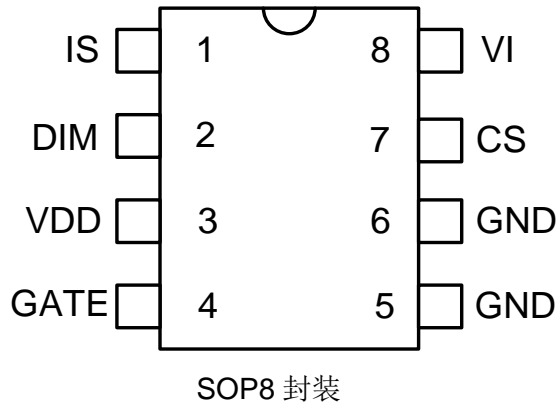 IS 1 8 VI
DIM 2 7 CS
VDD 3 6 GND
GATE 4 5 GND
SOP8 封装